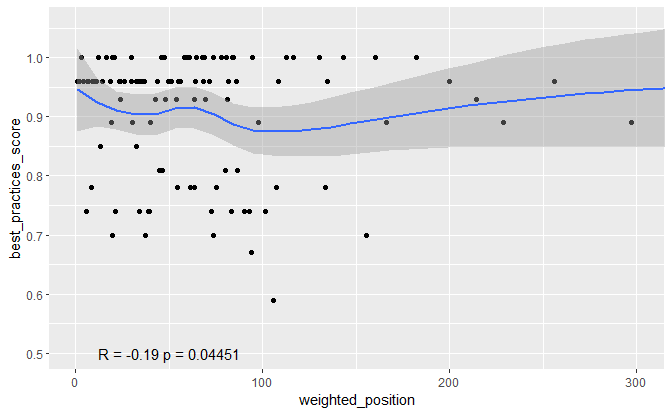 best_practices_score
1.0
0.9
0.8
0.7
0.6
0.5
R = -0.19 p = 0.04451
0 100 200 300
weighted_position